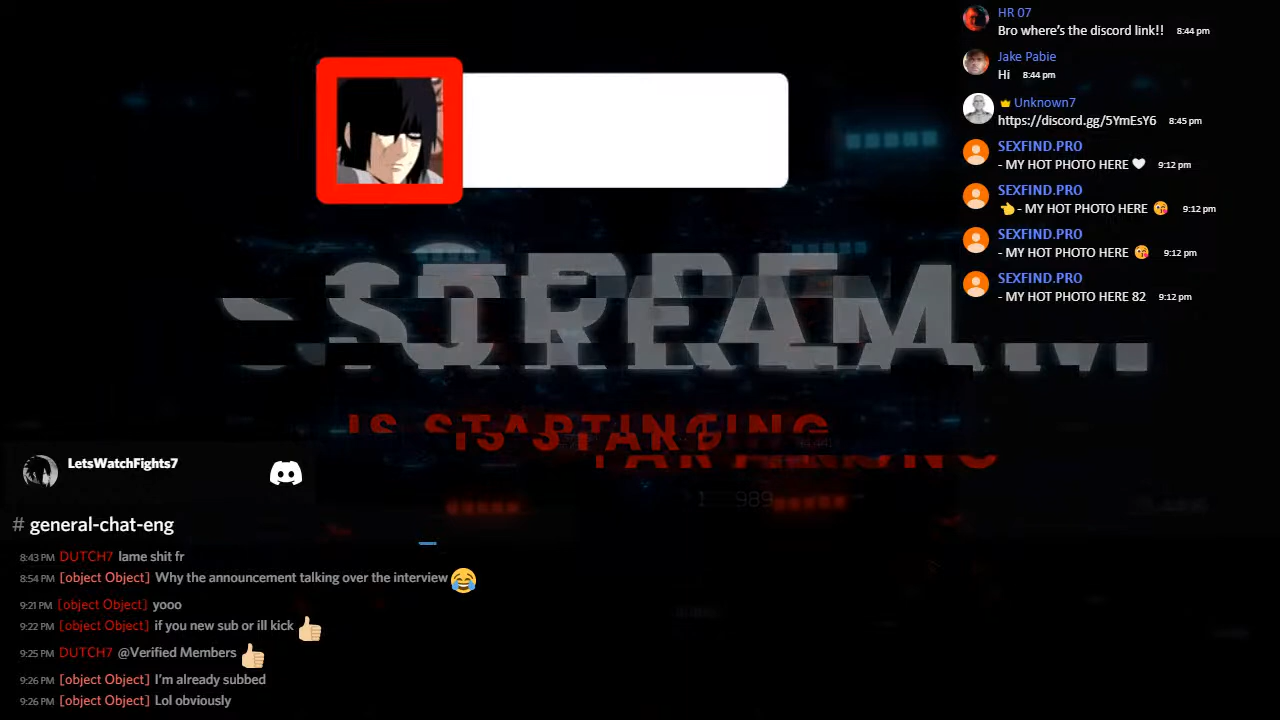 HR 07
Bro where's the discord link!! 8:44 pm
Jake Pabie
Hi 8:44 pm
Unknown7
https://discord.gg/5YmEsY6 8:45 pm
SEXFIND.PRO
- MY HOT PHOTO HERE 🤍 9:12 pm
SEXFIND.PRO
👈 - MY HOT PHOTO HERE 😘 9:12 pm
SEXFIND.PRO
- MY HOT PHOTO HERE 😘 9:12 pm
SEXFIND.PRO
- MY HOT PHOTO HERE 82 9:12 pm
STREAM
989
LetsWatchFights7
# general-chat-eng
8:43 PM DUTCH7 lame shit fr
8:54 PM [object Object] Why the announcement talking over the interview 😂
9:21 PM [object Object] yooo
9:22 PM [object Object] if you new sub or ill kick 👍🏼
9:25 PM DUTCH7 @Verified Members 👍🏼
9:26 PM [object Object] I'm already subbed
9:26 PM [object Object] Lol obviously